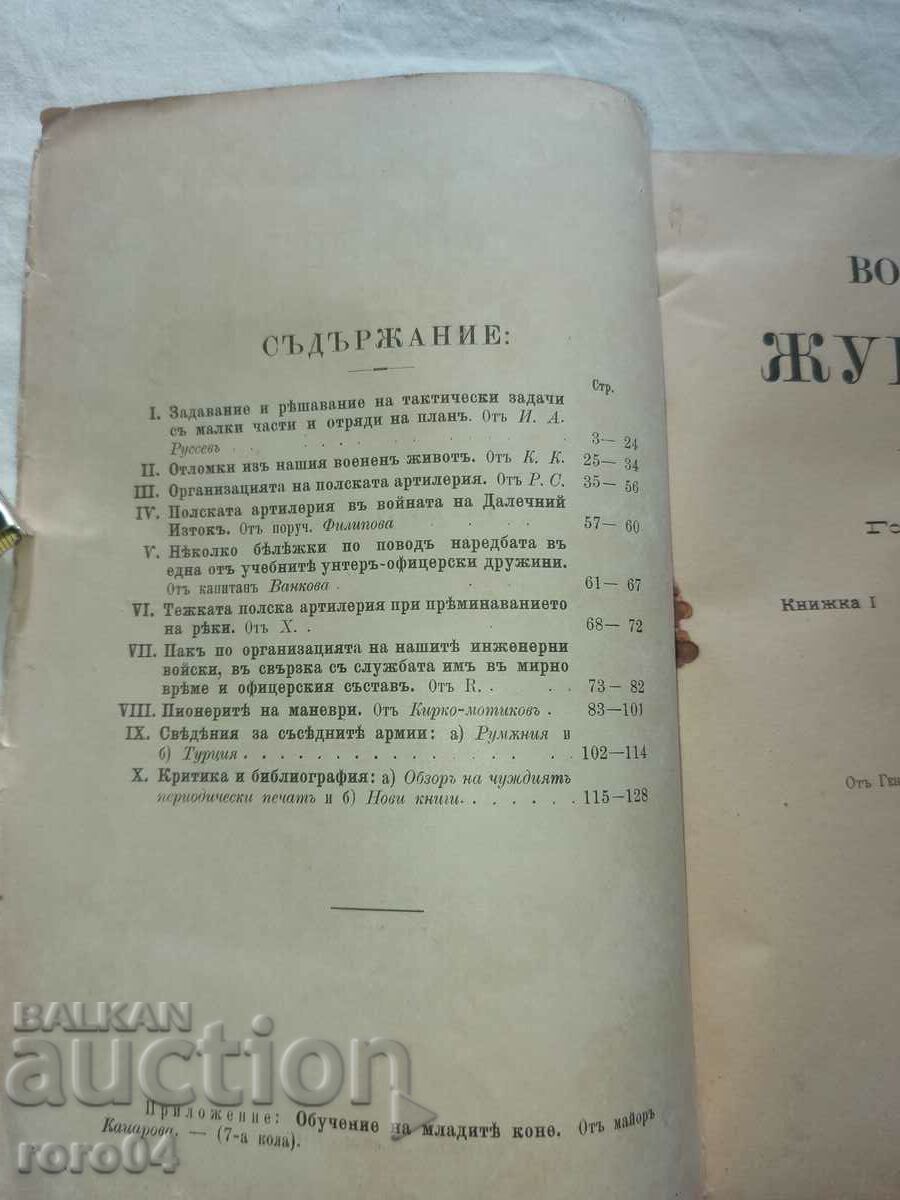 СЪДЪРЖАНИЕ:
Стр.
I. Задавание и рѣшавание на тактически задачи
съ малки части и отряди на планъ. Отъ И. А.
Руссевъ . . . . . . . . 3— 24
II. Отломки изъ нашия воененъ животъ. Отъ К. К. 25— 34
III. Организацията на полската артилерия. Отъ Р. С. 35— 56
IV. Полската артилерия въ войната на Далечний
Изтокъ. Отъ поруч. Филипова . . . . 57— 60
V. Нѣколко бѣлѣжки по поводъ наредбата въ
една отъ учебнитѣ унтеръ-офицерски дружини.
Отъ капитанъ Ванкова . . . . 61— 67
VI. Тежката полска артилерия при прѣминаванието
на рѣки. Отъ X. . . . . . 68— 72
VII. Пакъ по организацията на нашитѣ инженерни
войски, въ свързка съ службата имъ въ мирно
врѣме и офицерския съставъ. Отъ R. . . . 73— 82
VIII. Пионеритѣ на маневри. Отъ Кирко-мотиковъ . 83—101
IX. Свѣдения за съсѣднитѣ армии: а) Румѫния и
б) Турция . . . . . . . . . . . . . . 102—114
X. Критика и библиография: а) Обзоръ на чуждиятъ
периодически печатъ и б) Нови книги. . . . . . 115—128
Приложение: Обучение на младитѣ коне. Отъ майоръ
Качарова. — (7-а кола).
ВО
ЖУР
Го
Книжка I
Отъ Ген
BALKAN
auction
roro04